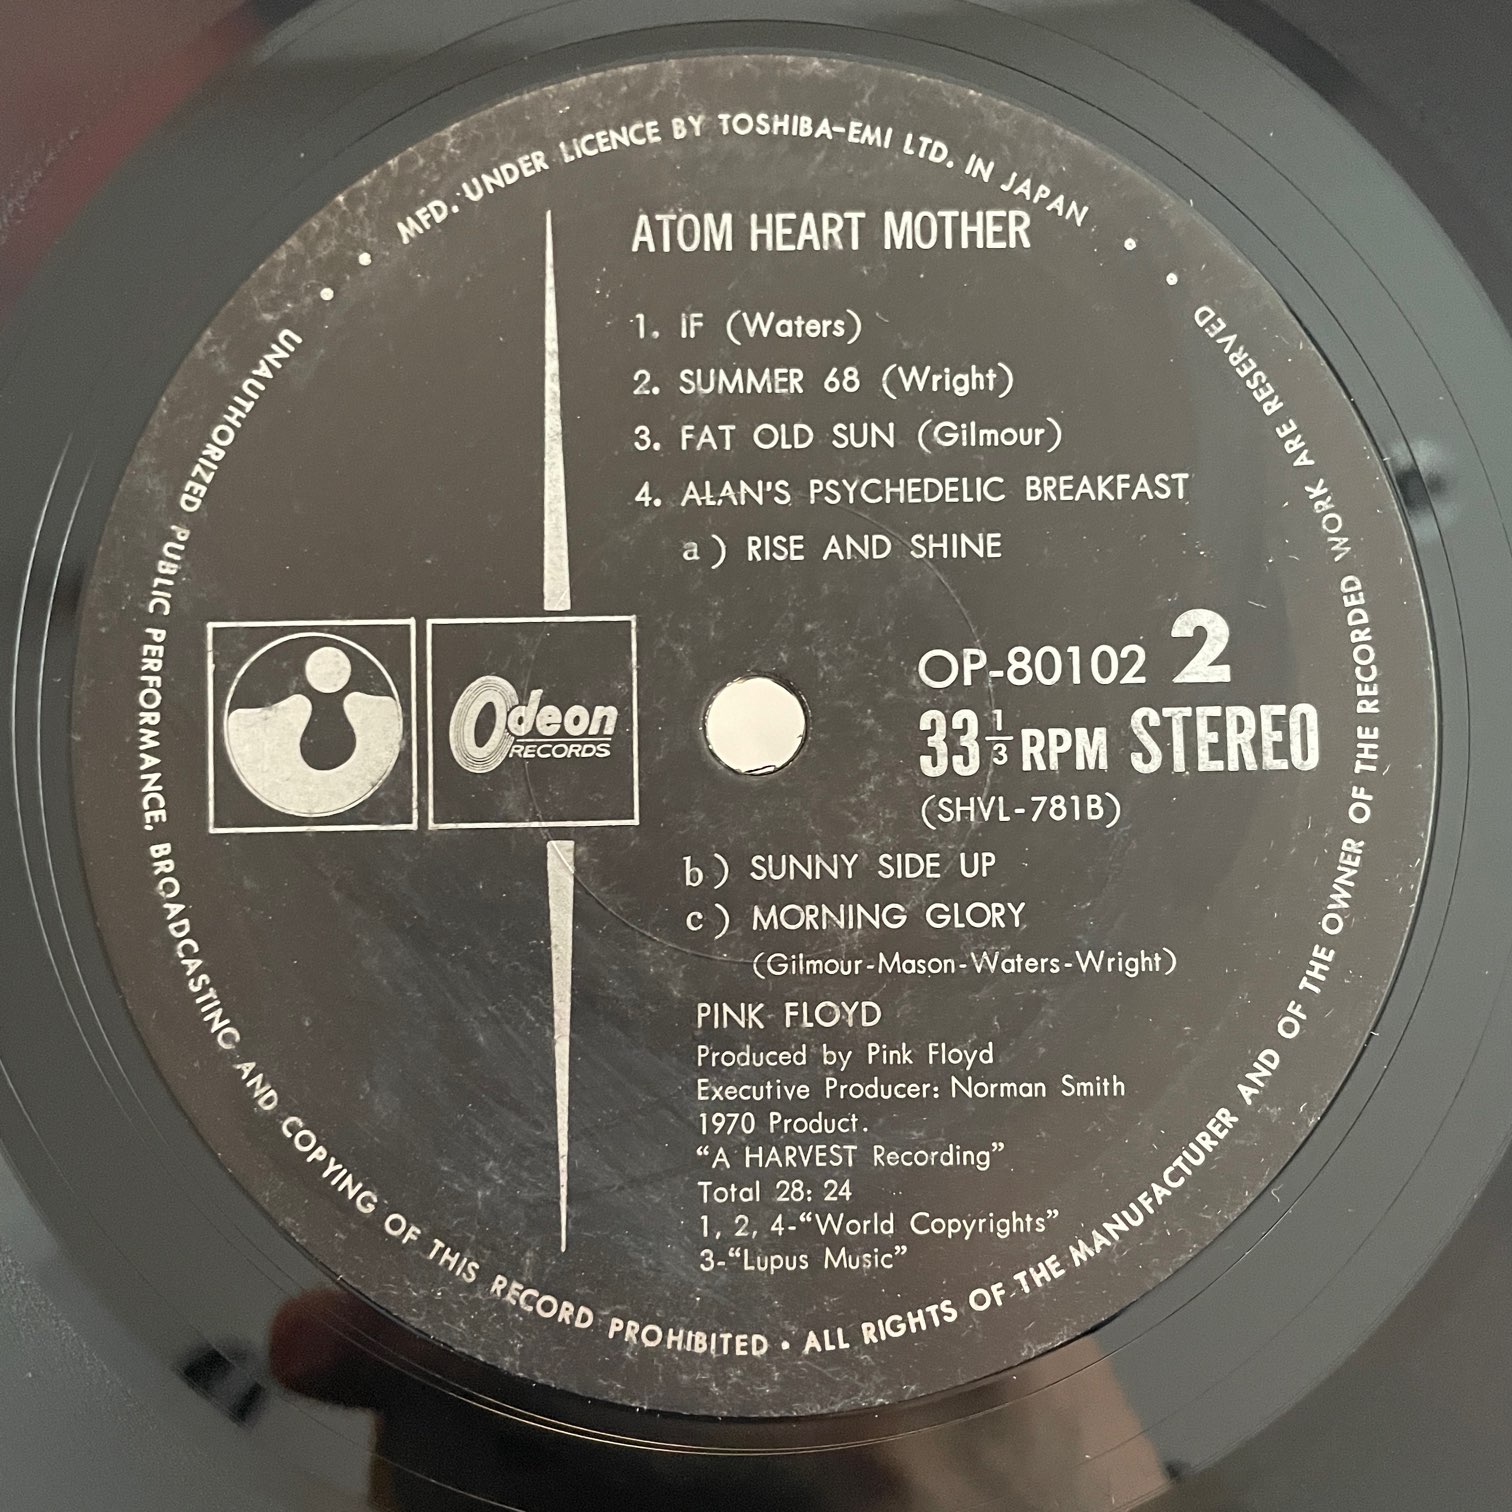 MFD. UNDER LICENCE BY TOSHIBA-EMI LTD. IN JAPAN
ATOM HEART MOTHER
1. IF (Waters)
2. SUMMER 68 (Wright)
3. FAT OLD SUN (Gilmour)
4. ALAN'S PSYCHEDELIC BREAKFAST
a) RISE AND SHINE
Odeon
RECORDS
OP-80102 2
33 1/3 RPM STEREO
(SHVL-781B)
b) SUNNY SIDE UP
c) MORNING GLORY
(Gilmour-Mason-Waters-Wright)
PINK FLOYD
Produced by Pink Floyd
Executive Producer: Norman Smith
1970 Product.
“A HARVEST Recording”
Total 28: 24
1, 2, 4-“World Copyrights”
3-“Lupus Music”
UNAUTHORIZED PUBLIC PERFORMANCE, BROADCASTING AND COPYING OF THIS RECORD PROHIBITED • ALL RIGHTS OF THE MANUFACTURER AND OF THE OWNER OF THE RECORDED WORK ARE RESERVED